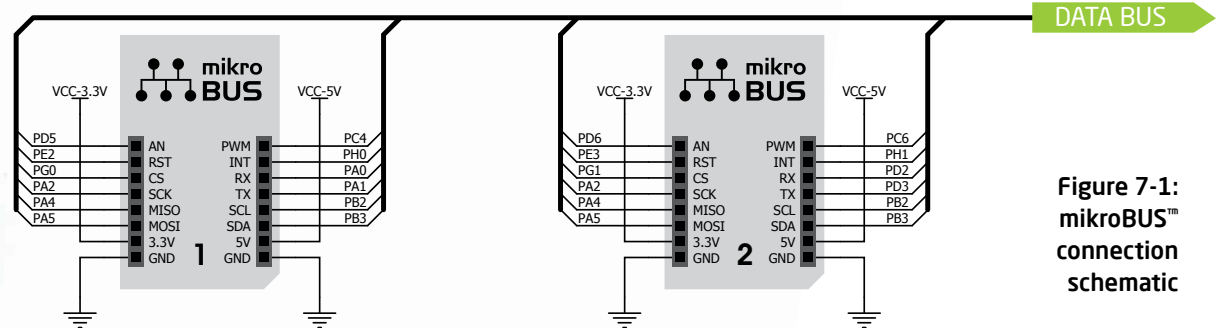 DATA BUS
mikro
BUS
VCC-3.3V
VCC-5V
PD5 AN PWM PC4
PE2 RST INT PH0
PG0 CS RX PA0
PA2 SCK TX PA1
PA4 MISO SCL PB2
PA5 MOSI SDA PB3
3.3V 5V
GND 1 GND
mikro
BUS
VCC-3.3V
VCC-5V
PD6 AN PWM PC6
PE3 RST INT PH1
PG1 CS RX PD2
PA2 SCK TX PD3
PA4 MISO SCL PB2
PA5 MOSI SDA PB3
3.3V 5V
GND 2 GND
Figure 7-1:
mikroBUS™
connection
schematic